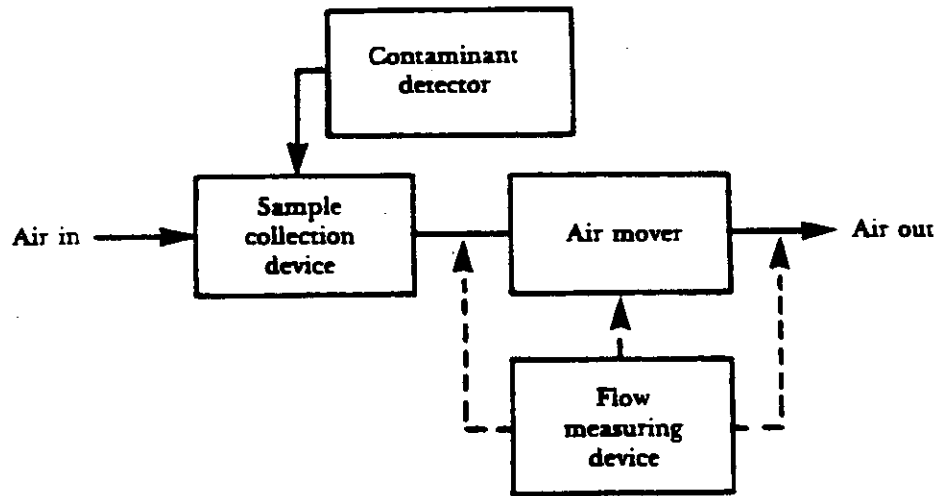 Contaminant
detector
Sample
collection
device
Air in
Air mover
Air out
Flow
measuring
device